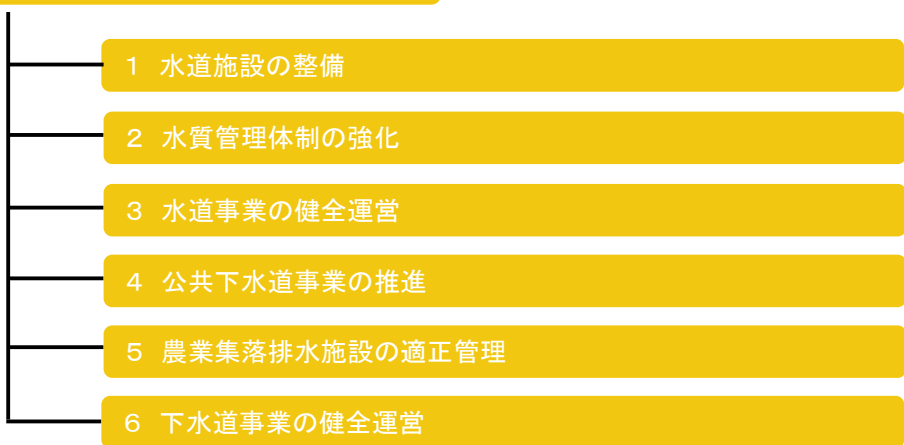 1 水道施設の整備
2 水質管理体制の強化
3 水道事業の健全運営
4 公共下水道事業の推進
5 農業集落排水施設の適正管理
6 下水道事業の健全運営